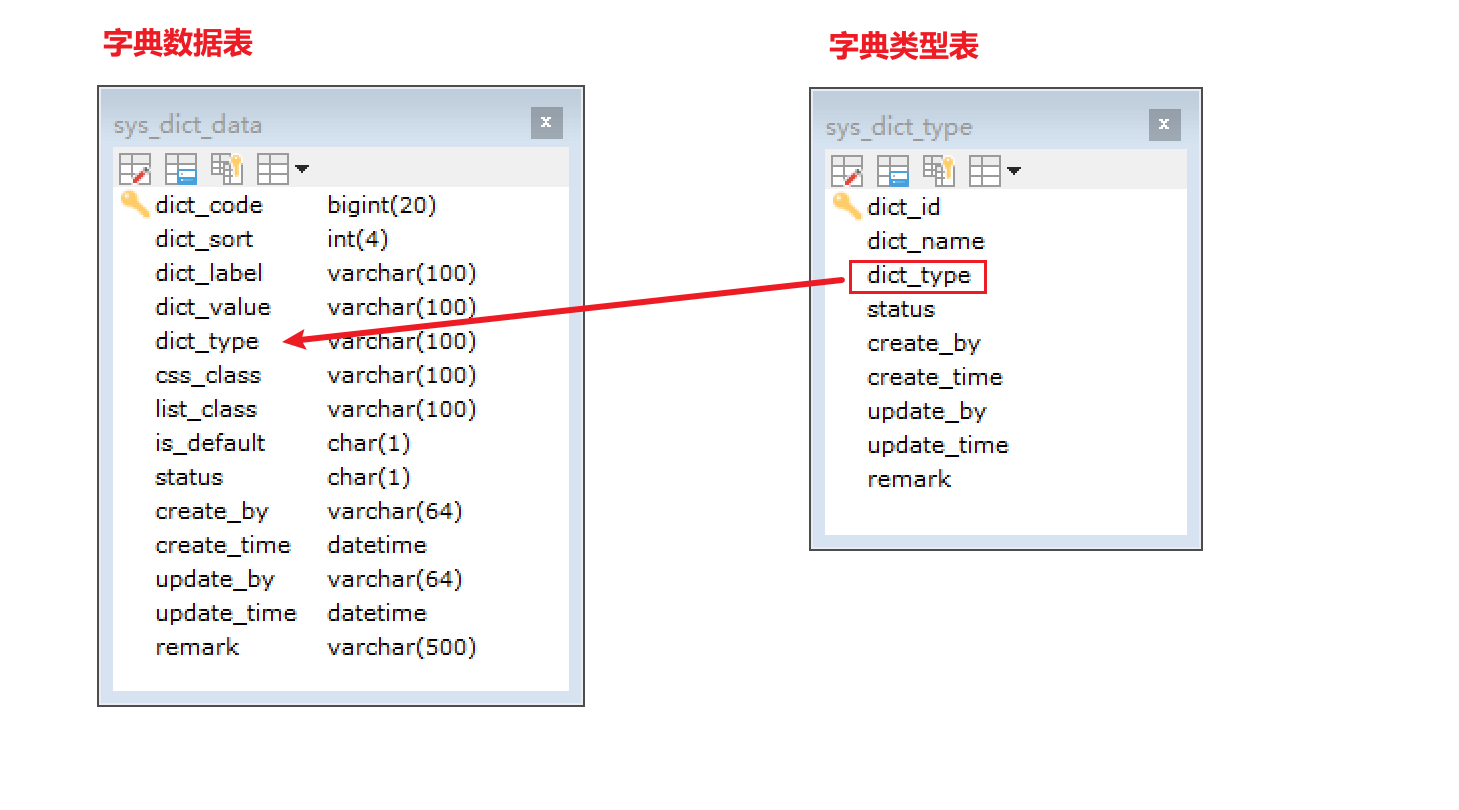 字典数据表
sys_dict_data
x
dict_code bigint(20)
dict_sort int(4)
dict_label varchar(100)
dict_value varchar(100)
dict_type varchar(100)
css_class varchar(100)
list_class varchar(100)
is_default char(1)
status char(1)
create_by varchar(64)
create_time datetime
update_by varchar(64)
update_time datetime
remark varchar(500)
字典类型表
sys_dict_type
x
dict_id
dict_name
dict_type
status
create_by
create_time
update_by
update_time
remark